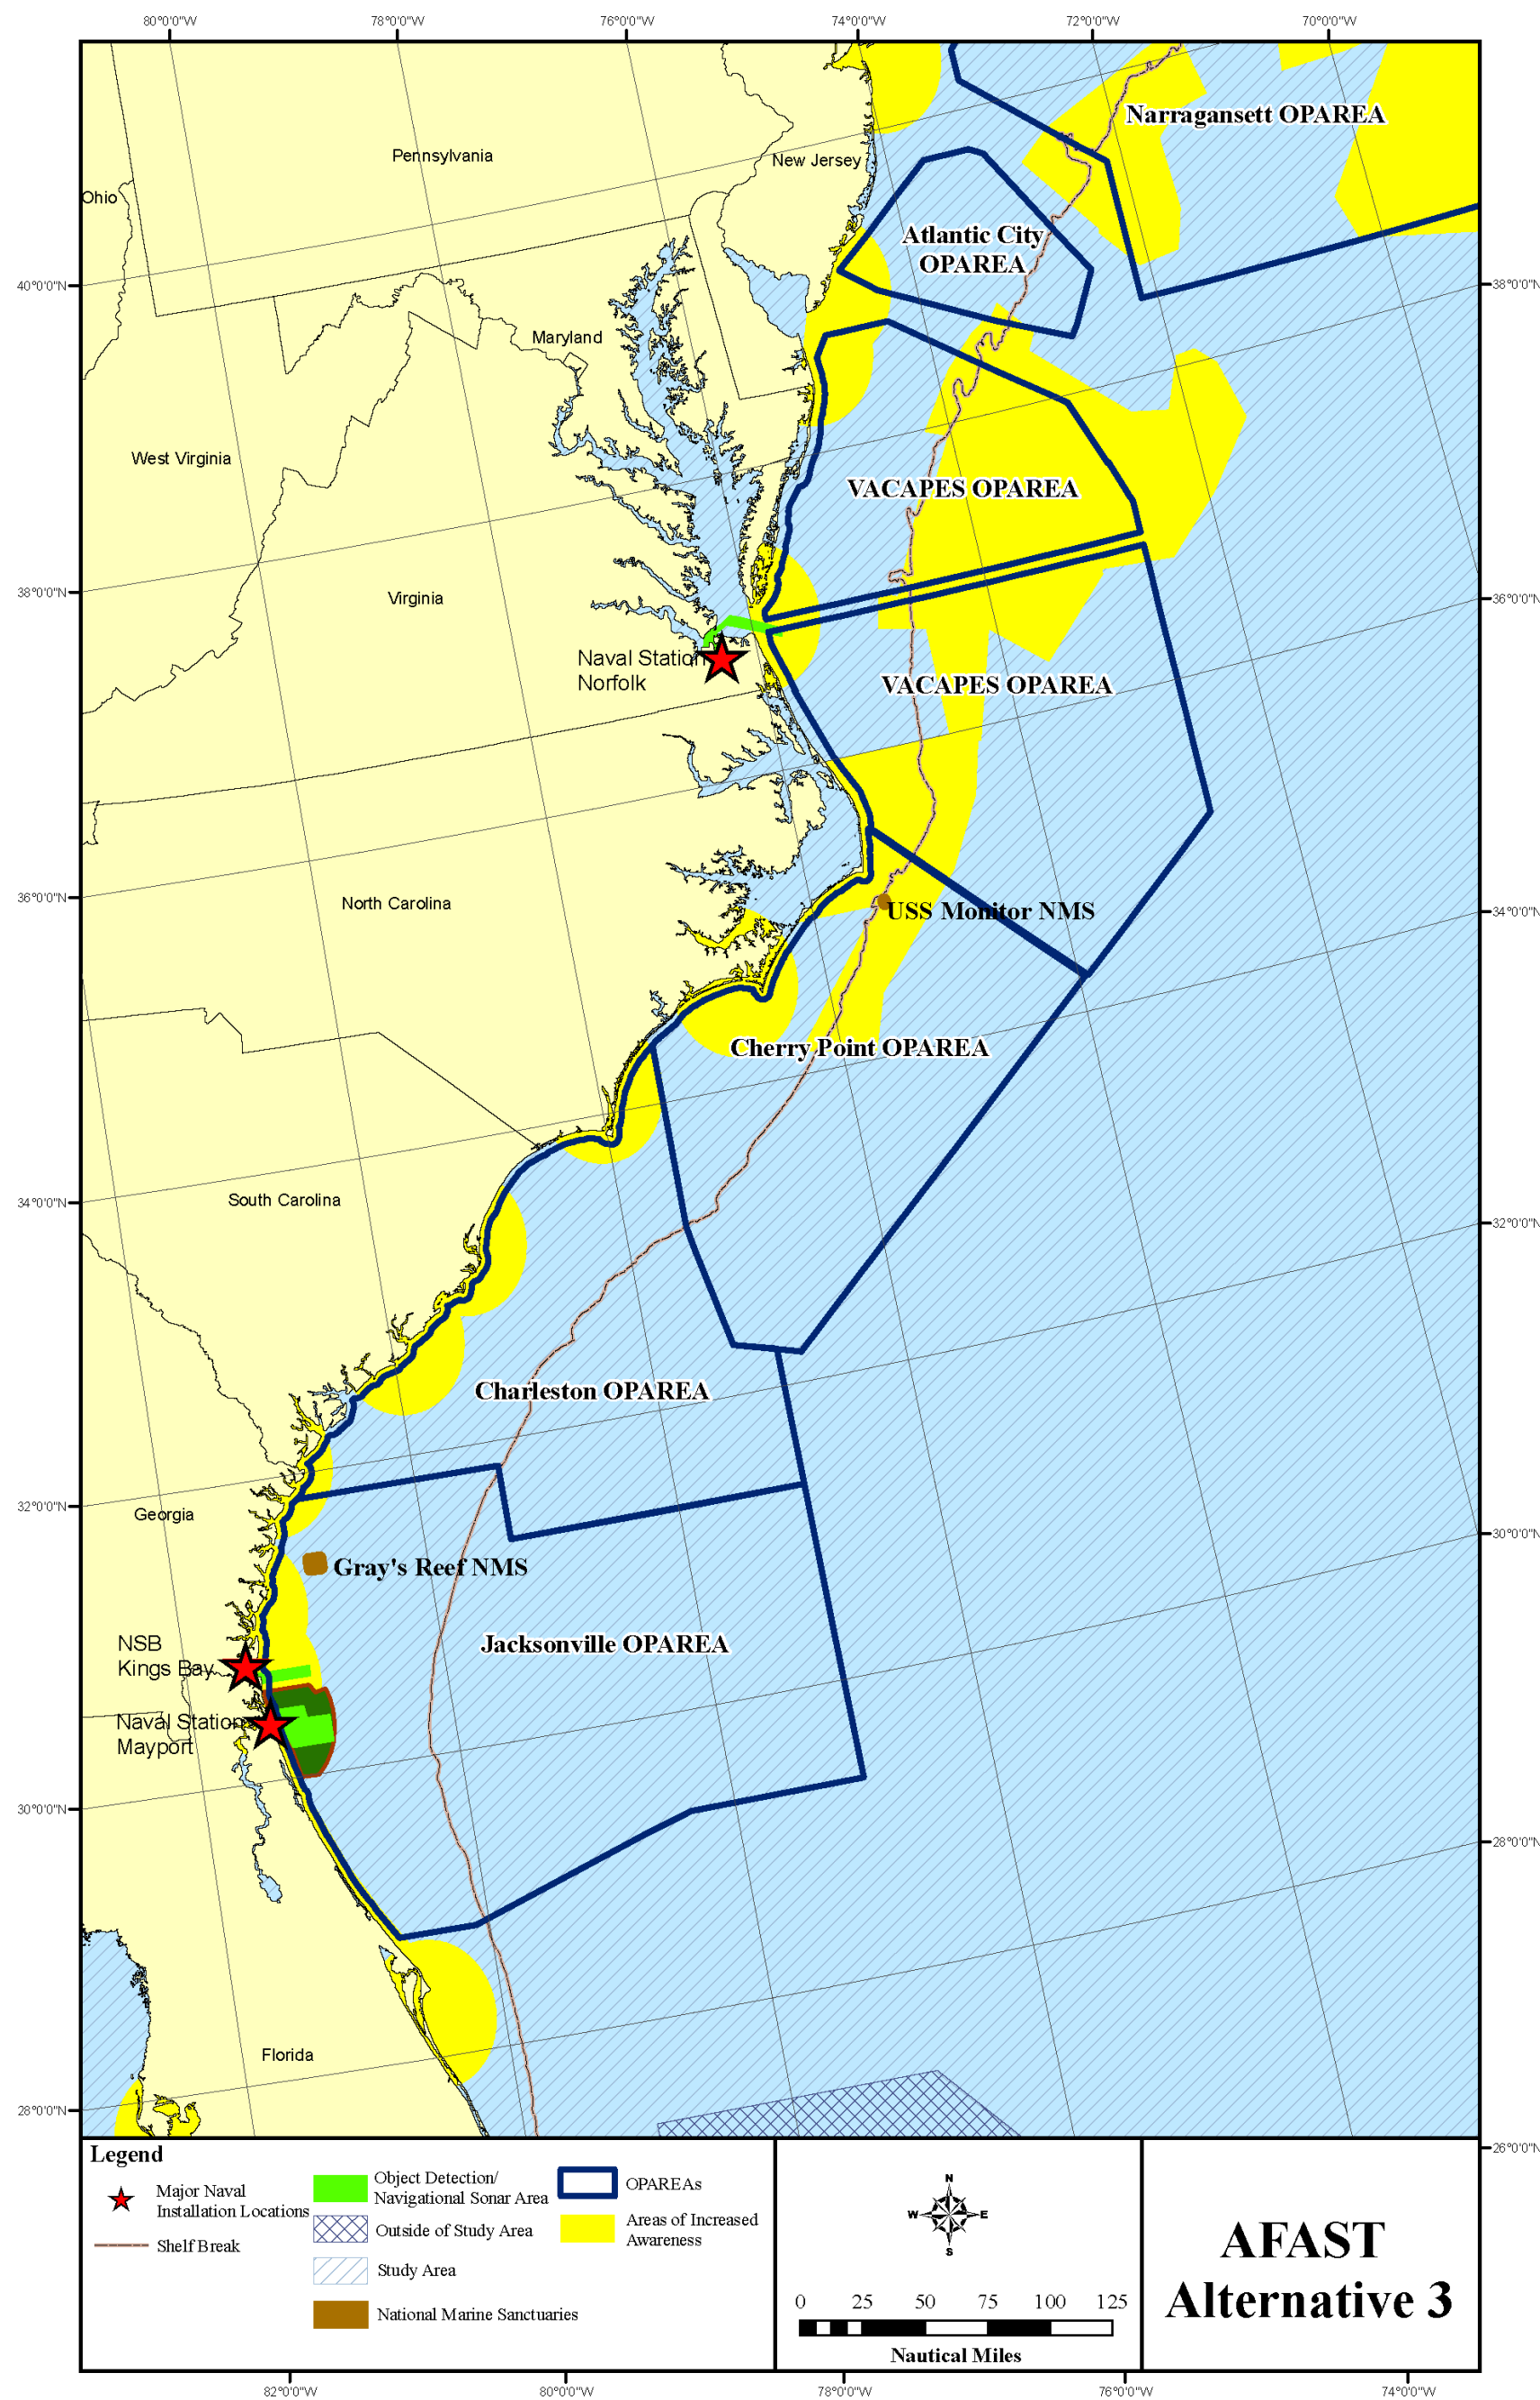 80°0'0"W
78°0'0"W
76°0'0"W
74°0'0"W
72°0'0"W
70°0'0"W
Narragansett OPAREA
Pennsylvania
New Jersey
Ohio
Atlantic City
OPAREA
40°0'0"N
38°0'0"N
Maryland
West Virginia
VACAPES OPAREA
38°0'0"N
36°0'0"N
Virginia
Naval Station
Norfolk
VACAPES OPAREA
36°0'0"N
34°0'0"N
North Carolina
USS Monitor NMS
Cherry Point OPAREA
34°0'0"N
32°0'0"N
South Carolina
Charleston OPAREA
32°0'0"N
30°0'0"N
Georgia
Gray's Reef NMS
NSB
Kings Bay
Jacksonville OPAREA
Naval Station
Mayport
30°0'0"N
28°0'0"N
Florida
28°0'0"N
26°0'0"N
Legend
Major Naval
Installation Locations
Shelf Break
Object Detection/
Navigational Sonar Area
Outside of Study Area
Study Area
National Marine Sanctuaries
OPAREAs
Areas of Increased
Awareness
N
W
E
S
0 25 50 75 100 125
Nautical Miles
AFAST
Alternative 3
82°0'0"W
80°0'0"W
78°0'0"W
76°0'0"W
74°0'0"W